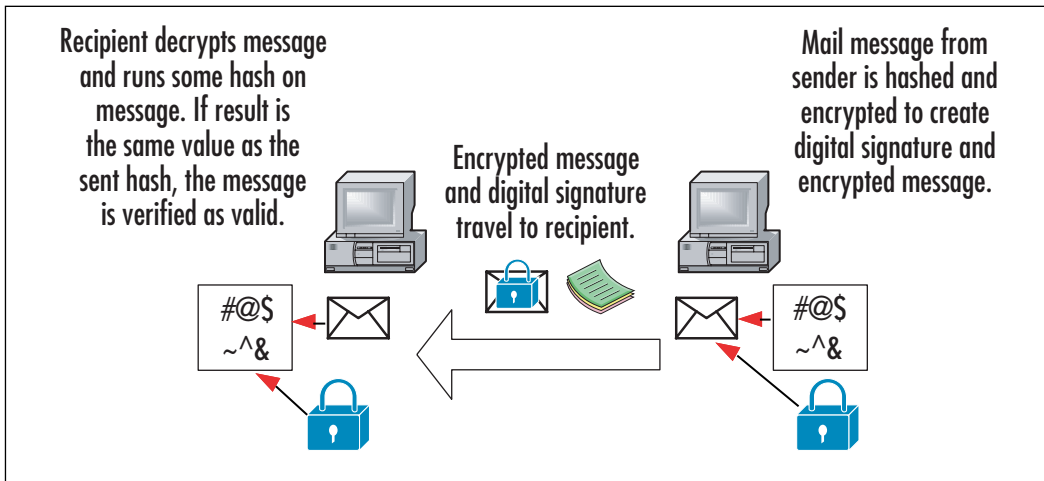 Recipient decrypts message
and runs some hash on
message. If result is
the same value as the
sent hash, the message
is verified as valid.
Encrypted message
and digital signature
travel to recipient.
Mail message from
sender is hashed and
encrypted to create
digital signature and
encrypted message.
#@$
~^&
#@$
~^&